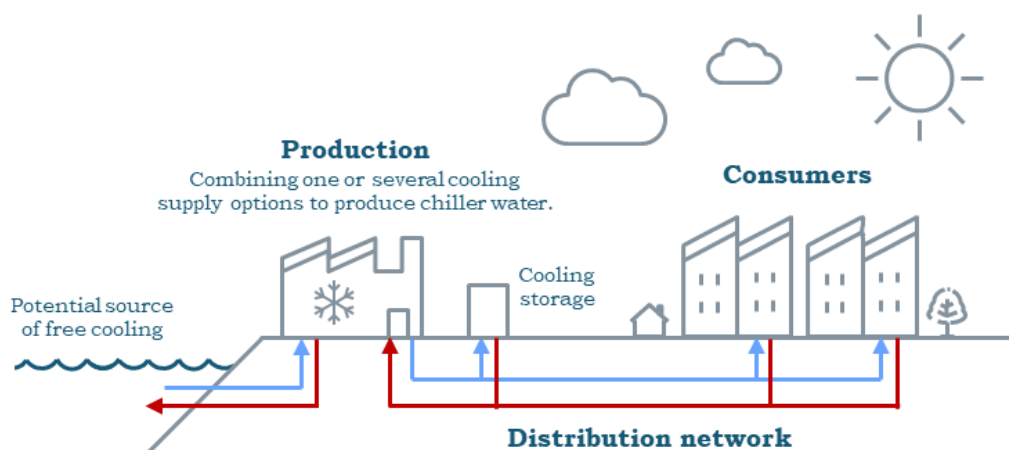 Production
Combining one or several cooling
supply options to produce chiller water.
Consumers
Cooling
storage
Potential source
of free cooling
Distribution network